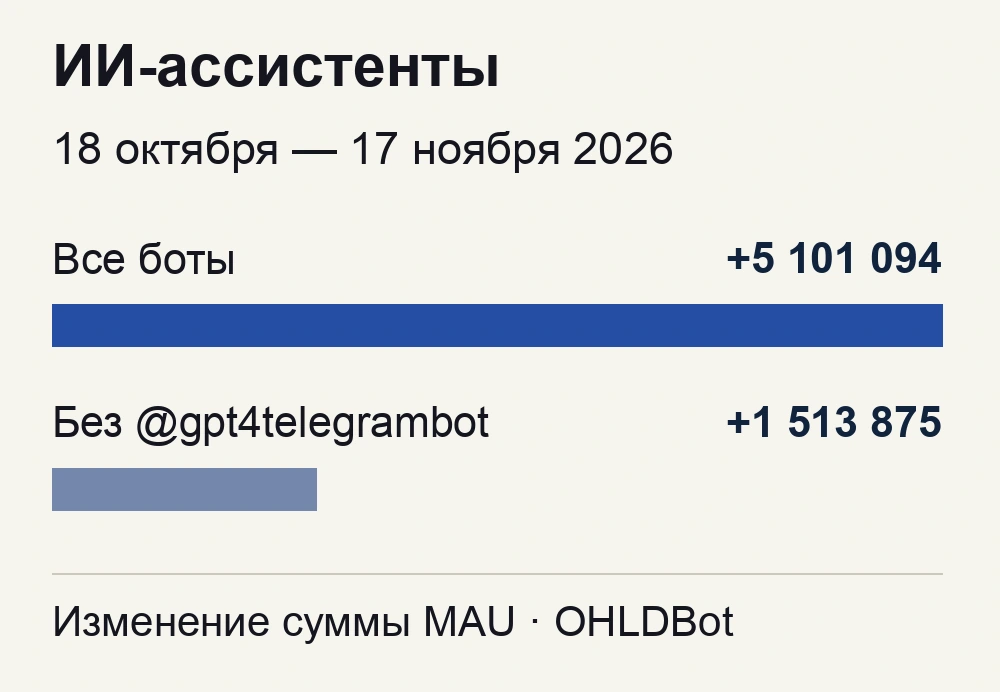 ИИ-ассистенты
18 октября — 17 ноября 2026
Все боты +5 101 094
Без @gpt4telegrambot +1 513 875
Изменение суммы MAU · OHLDBot